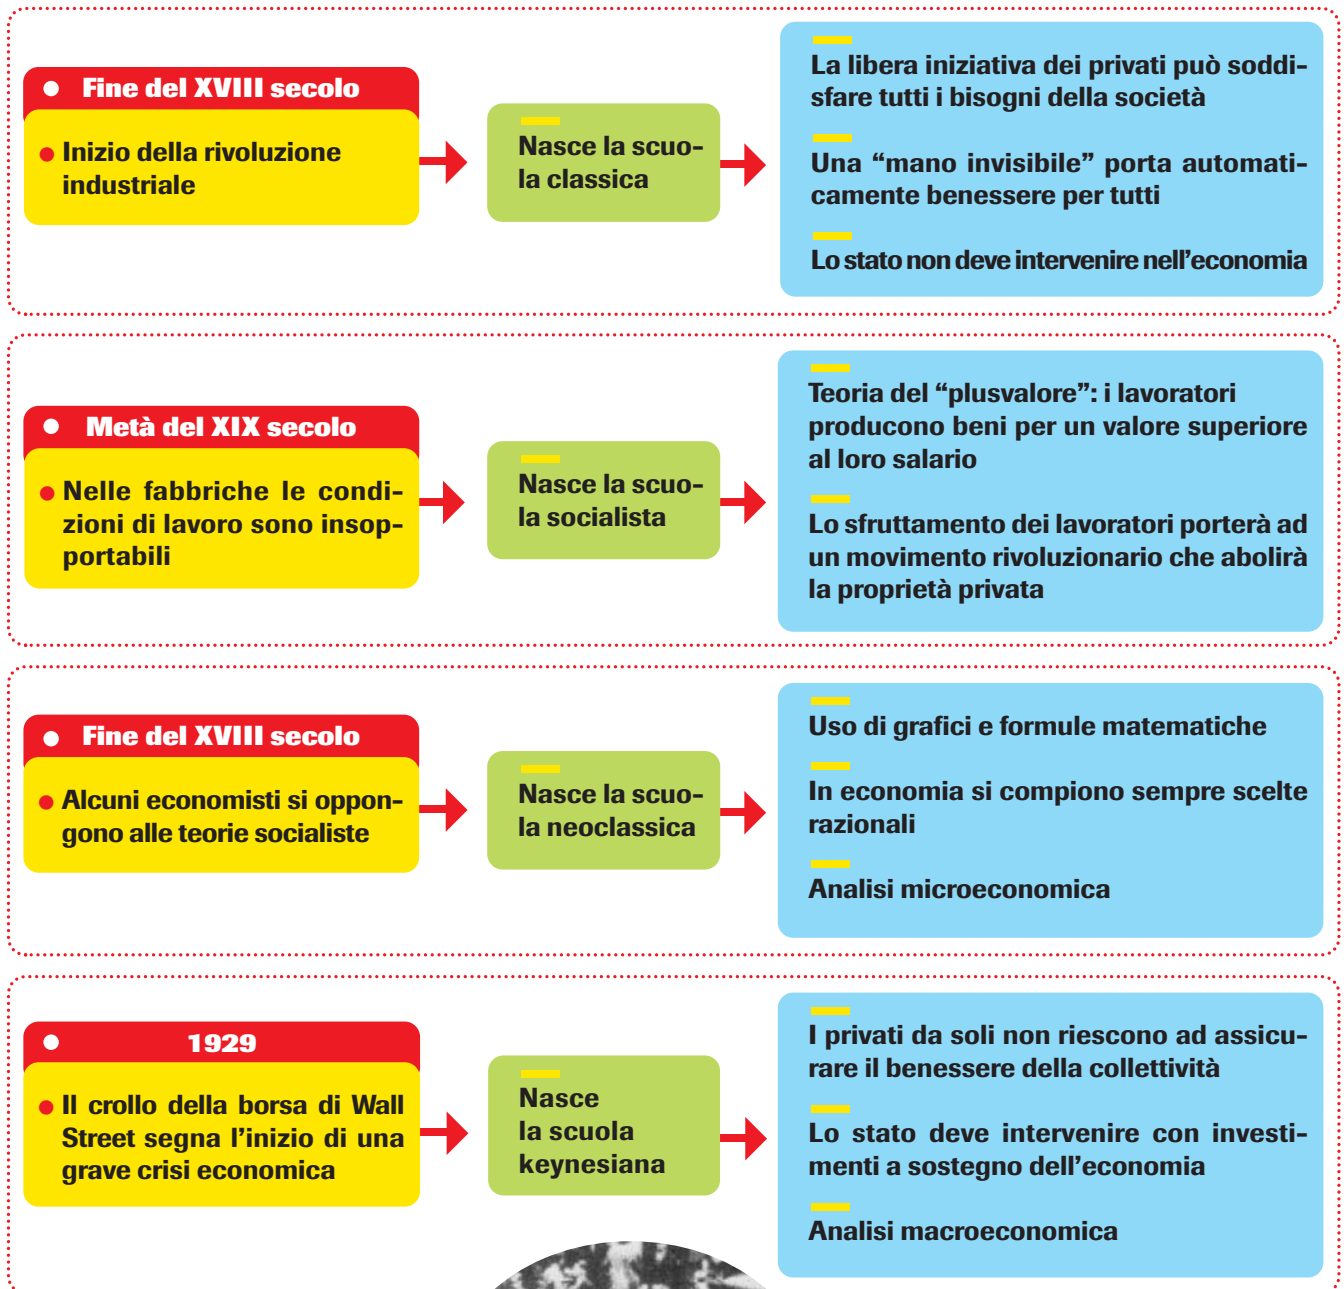 Fine del XVIII secolo
Inizio della rivoluzione
industriale
Nasce la scuo-
la classica
La libera iniziativa dei privati può soddi-
sfare tutti i bisogni della società
Una “mano invisibile” porta automati-
camente benessere per tutti
Lo stato non deve intervenire nell’economia
Metà del XIX secolo
Nelle fabbriche le condi-
zioni di lavoro sono insop-
portabili
Nasce la scuo-
la socialista
Teoria del “plusvalore”: i lavoratori
producono beni per un valore superiore
al loro salario
Lo sfruttamento dei lavoratori porterà ad
un movimento rivoluzionario che abolirà
la proprietà privata
Fine del XVIII secolo
Alcuni economisti si oppon-
gono alle teorie socialiste
Nasce la scuo-
la neoclassica
Uso di grafici e formule matematiche
In economia si compiono sempre scelte
razionali
Analisi microeconomica
1929
Il crollo della borsa di Wall
Street segna l’inizio di una
grave crisi economica
Nasce
la scuola
keynesiana
I privati da soli non riescono ad assicu-
rare il benessere della collettività
Lo stato deve intervenire con investi-
menti a sostegno dell’economia
Analisi macroeconomica